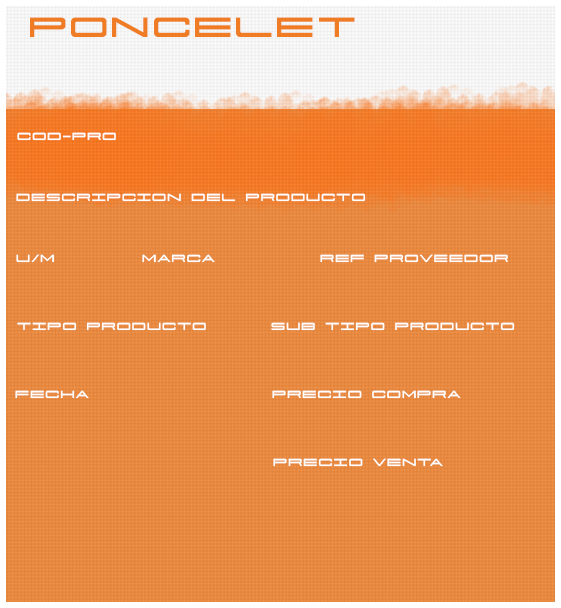 PONCELET
COD-PRO
DESCRIPCION DEL PRODUCTO
U/M MARCA REF PROVEEDOR
TIPO PRODUCTO SUB TIPO PRODUCTO
FECHA PRECIO COMPRA
PRECIO VENTA